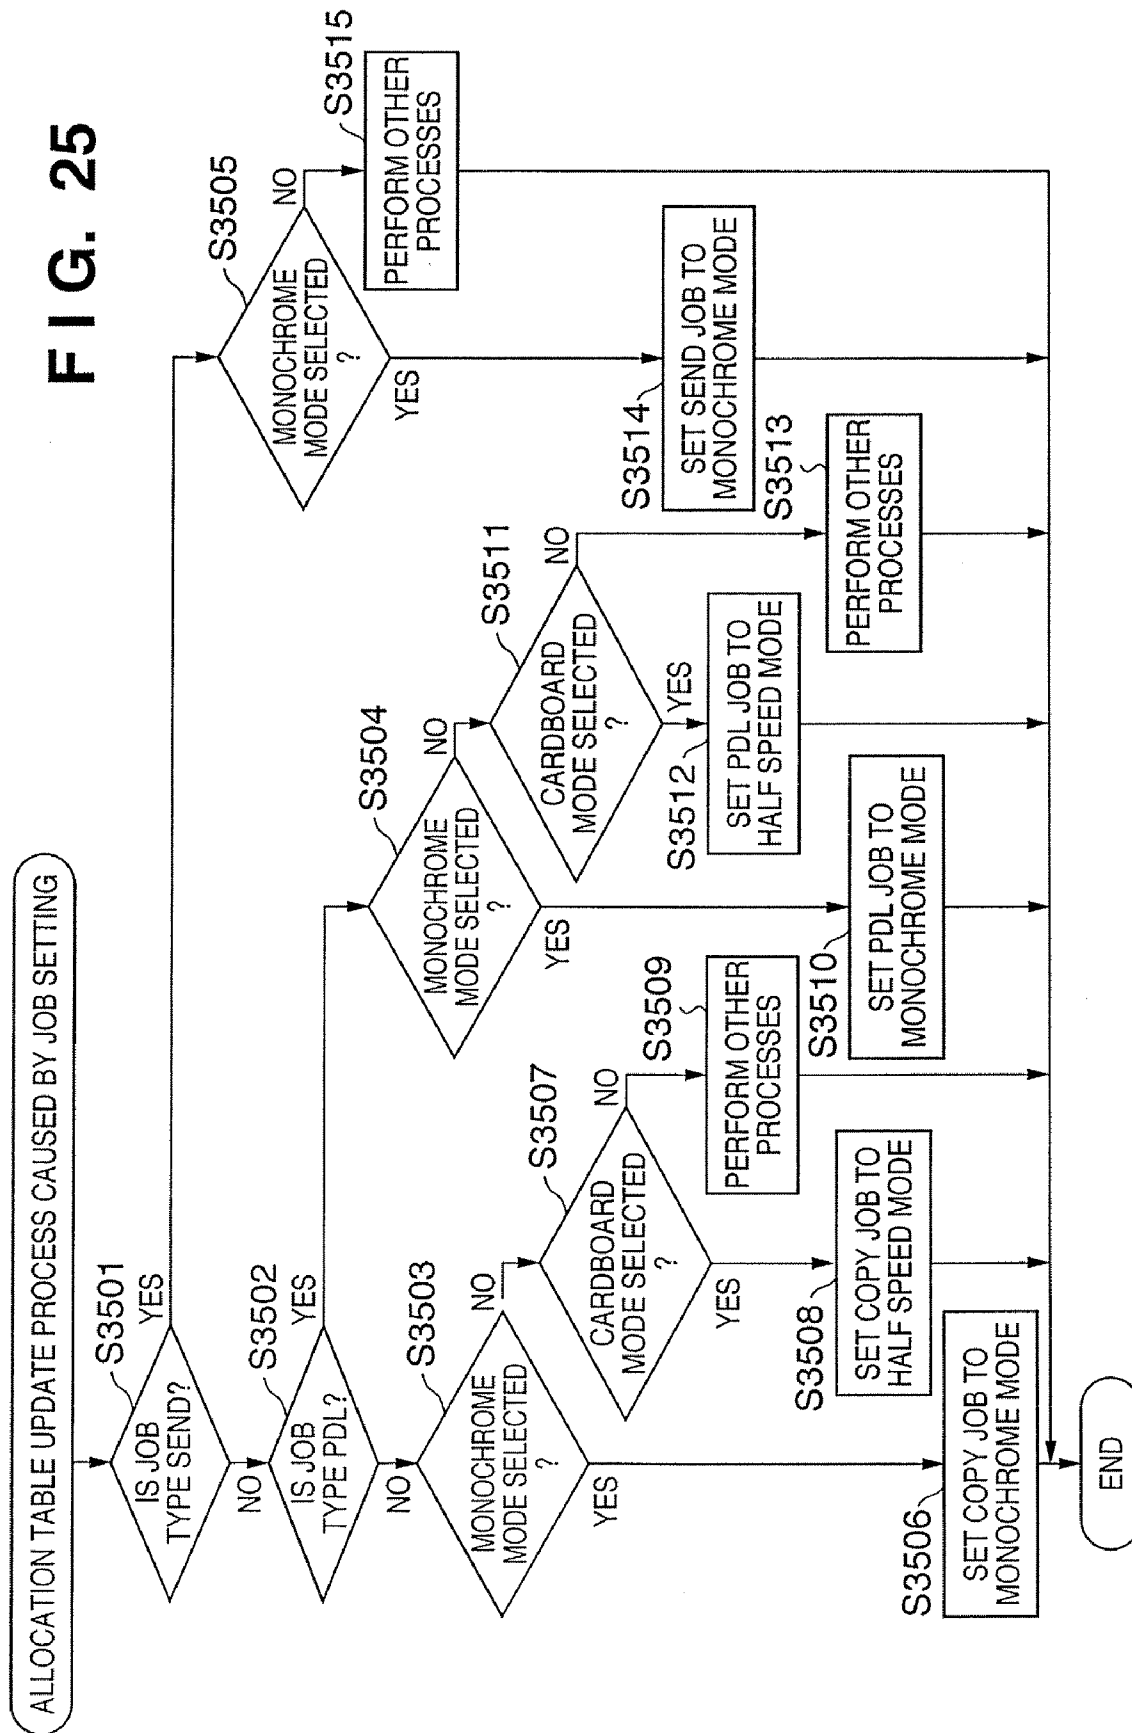 FIG. 25
ALLOCATION TABLE UPDATE PROCESS CAUSED BY JOB SETTING
S3501
IS JOB
TYPE SEND?
YES
NO
S3502
IS JOB
TYPE PDL?
YES
NO
S3503
MONOCHROME
MODE SELECTED
?
NO
YES
S3507
CARDBOARD
MODE SELECTED
?
NO
YES
S3509
PERFORM OTHER
PROCESSES
S3508
SET COPY JOB TO
HALF SPEED MODE
S3506
SET COPY JOB TO
MONOCHROME MODE
S3504
MONOCHROME
MODE SELECTED
?
NO
YES
S3511
CARDBOARD
MODE SELECTED
?
NO
YES
S3512
SET PDL JOB TO
HALF SPEED MODE
S3510
SET PDL JOB TO
MONOCHROME MODE
S3513
PERFORM OTHER
PROCESSES
S3505
MONOCHROME
MODE SELECTED
?
NO
YES
S3515
PERFORM OTHER
PROCESSES
S3514
SET SEND JOB TO
MONOCHROME MODE
END